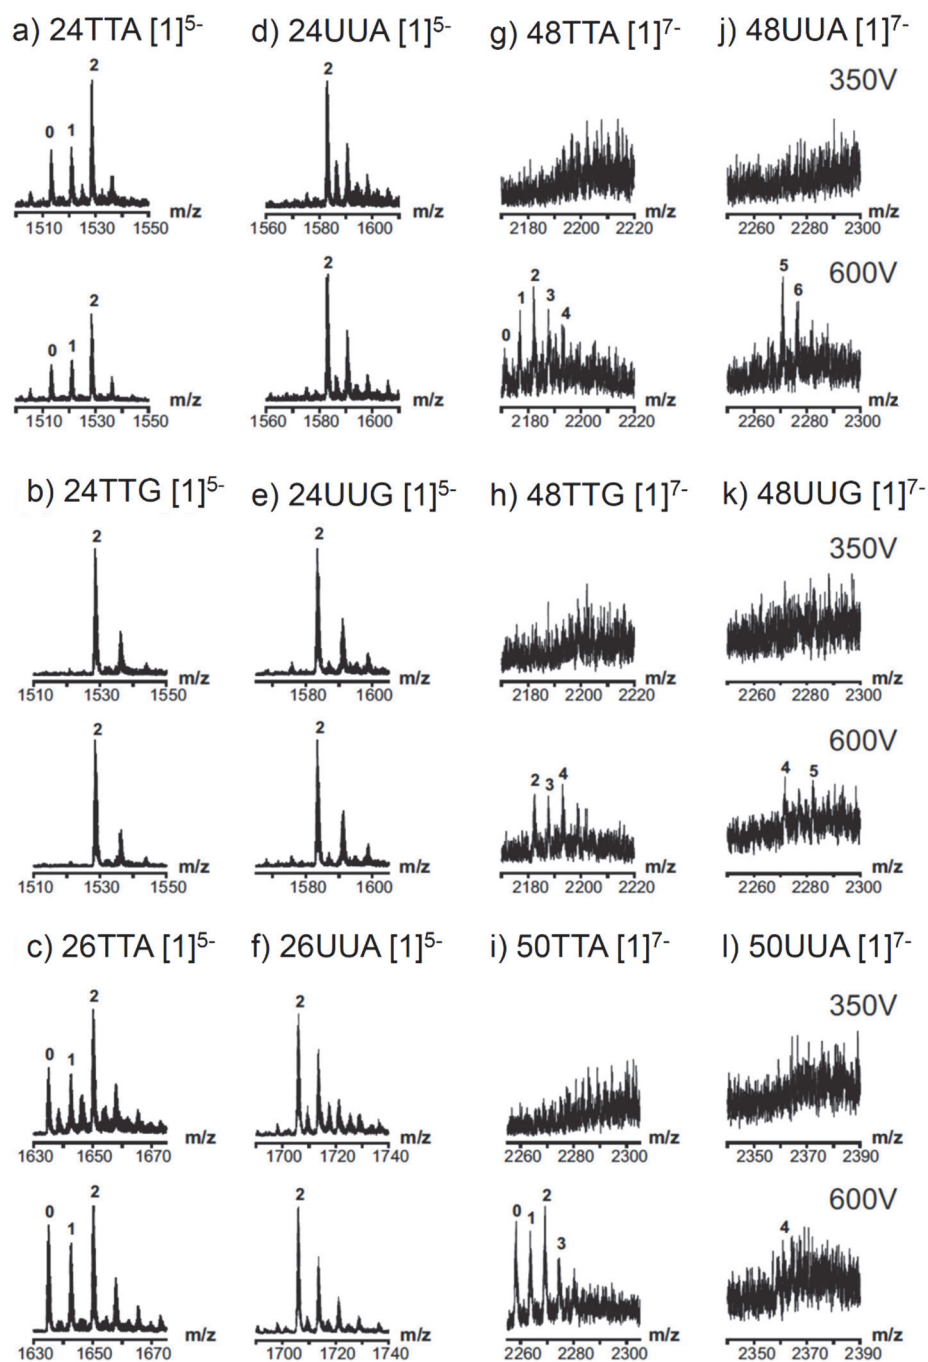 a) 24TTA [1]5- d) 24UUA [1]5- g) 48TTA [1]7- j) 48UUA [1]7-
350V
2 2
0 1
m/z m/z m/z m/z
1510 1530 1550 1560 1580 1600 2180 2200 2220 2260 2280 2300
600V
2 2 2 5
0 1 0 1 3 4 6
m/z m/z m/z m/z
1510 1530 1550 1560 1580 1600 2180 2200 2220 2260 2280 2300
b) 24TTG [1]5- e) 24UUG [1]5- h) 48TTG [1]7- k) 48UUG [1]7-
350V
2 2
m/z m/z m/z m/z
1510 1530 1550 1580 1600 2180 2200 2220 2260 2280 2300
600V
2 2 2 3 4 4 5
m/z m/z m/z m/z
1510 1530 1550 1580 1600 2180 2200 2220 2260 2280 2300
c) 26TTA [1]5- f) 26UUA [1]5- i) 50TTA [1]7- l) 50UUA [1]7-
350V
2 2
0 1
m/z m/z m/z m/z
1630 1650 1670 1700 1720 1740 2260 2280 2300 2350 2370 2390
600V
0 1 2 2 0 1 2 3 4
m/z m/z m/z m/z
1630 1650 1670 1700 1720 1740 2260 2280 2300 2350 2370 2390